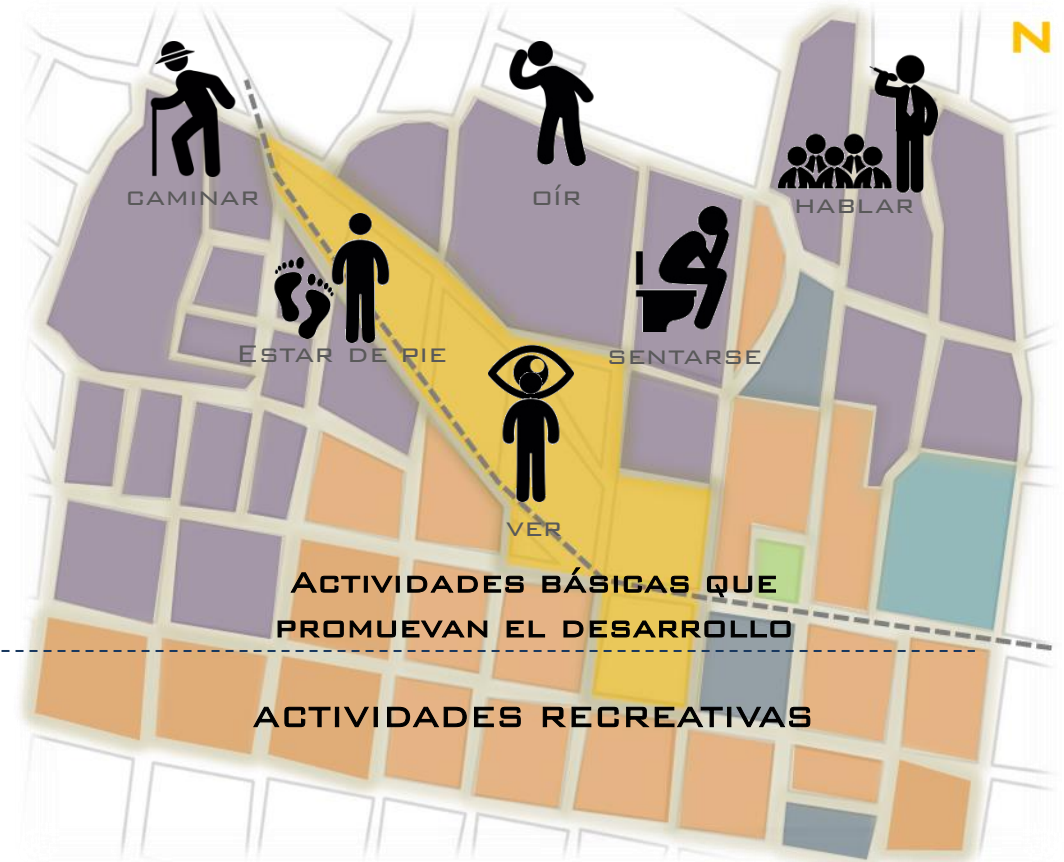 N
CAMINAR
OÍR
HABLAR
ESTAR DE PIE
SENTARSE
VER
ACTIVIDADES BÁSICAS QUE
PROMUEVAN EL DESARROLLO
ACTIVIDADES RECREATIVAS